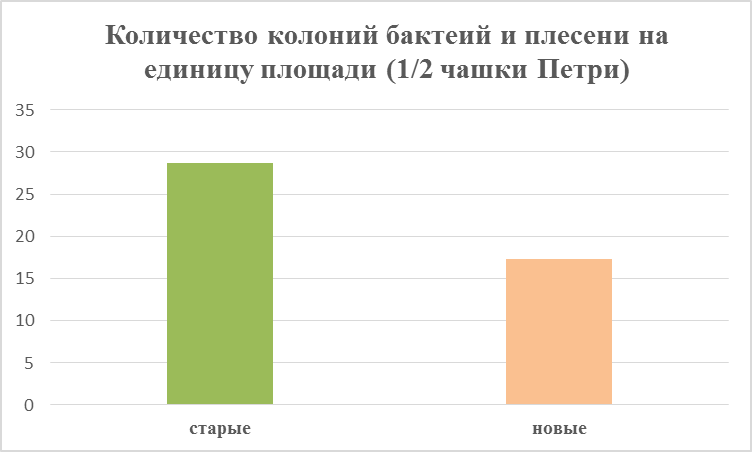 Количество колоний бактеий и плесени на
единицу площади (1/2 чашки Петри)
35
30
25
20
15
10
5
0
старые
новые